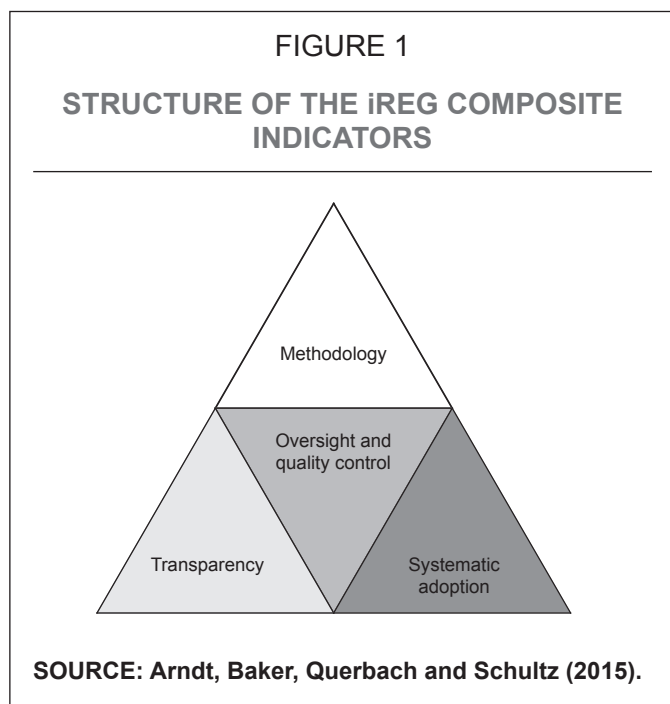 FIGURE 1
STRUCTURE OF THE iREG COMPOSITE
INDICATORS
Methodology
Oversight and
quality control
Transparency
Systematic
adoption
SOURCE: Arndt, Baker, Querbach and Schultz (2015).